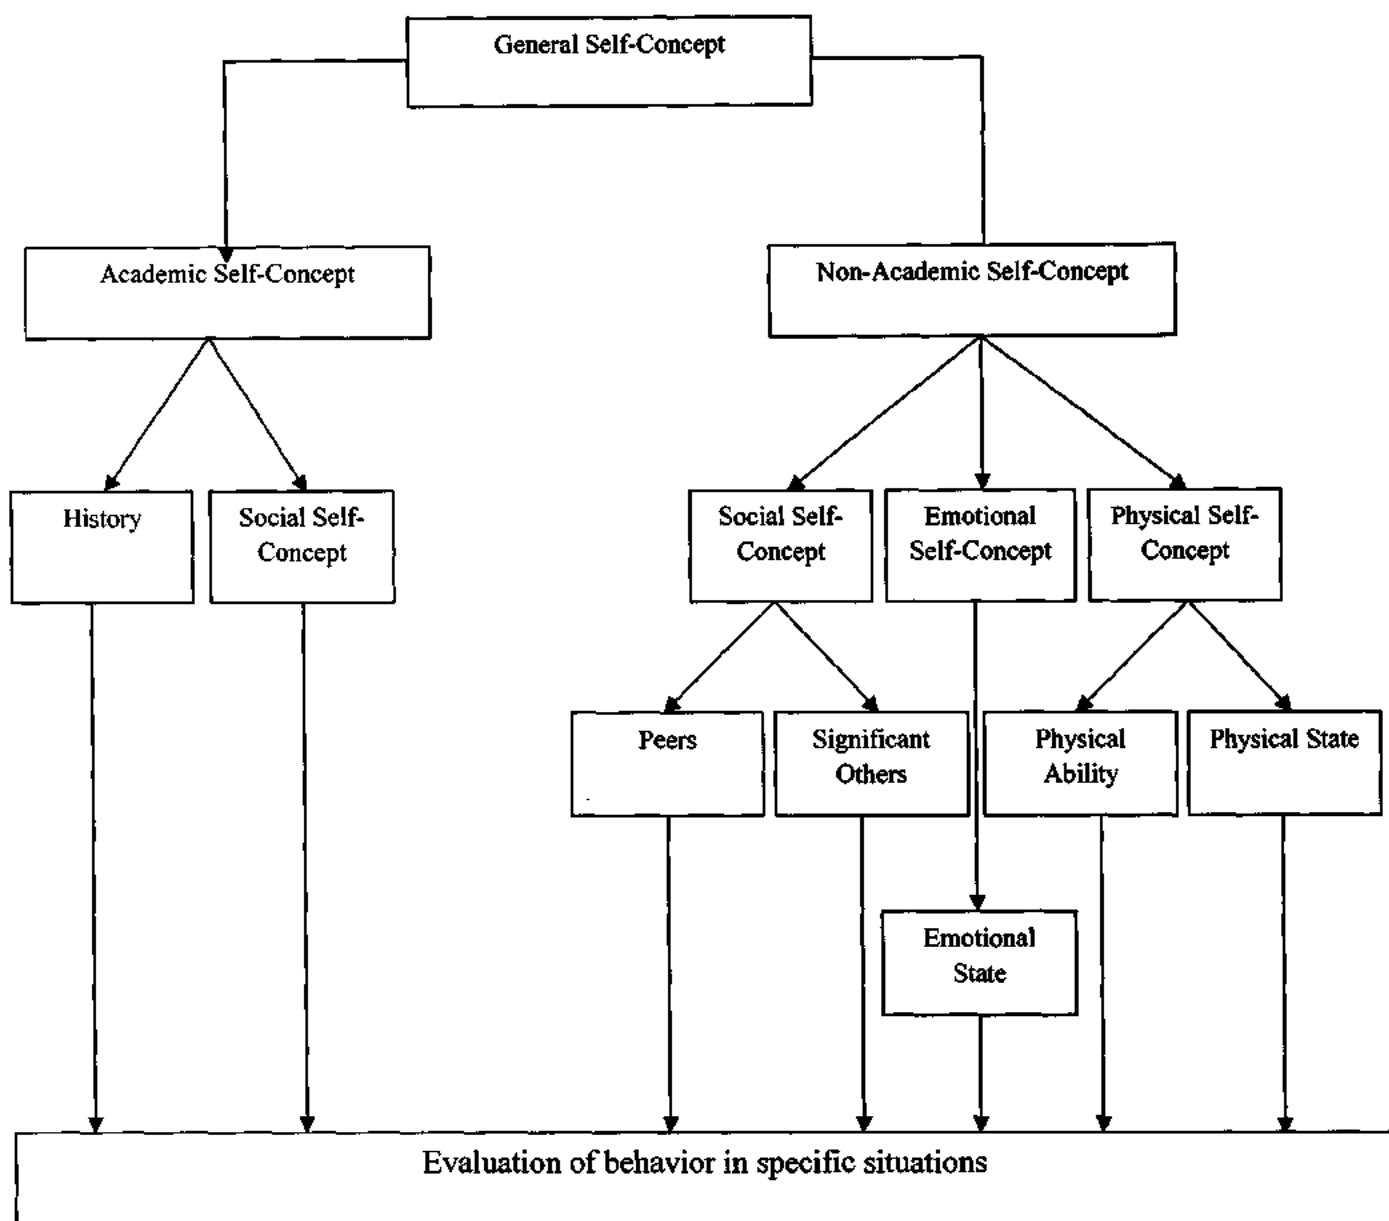 General Self-Concept
Academic Self-Concept
Non-Academic Self-Concept
History
Social Self-
Concept
Social Self-
Concept
Emotional
Self-Concept
Physical Self-
Concept
Peers
Significant
Others
Physical
Ability
Physical State
Emotional
State
Evaluation of behavior in specific situations